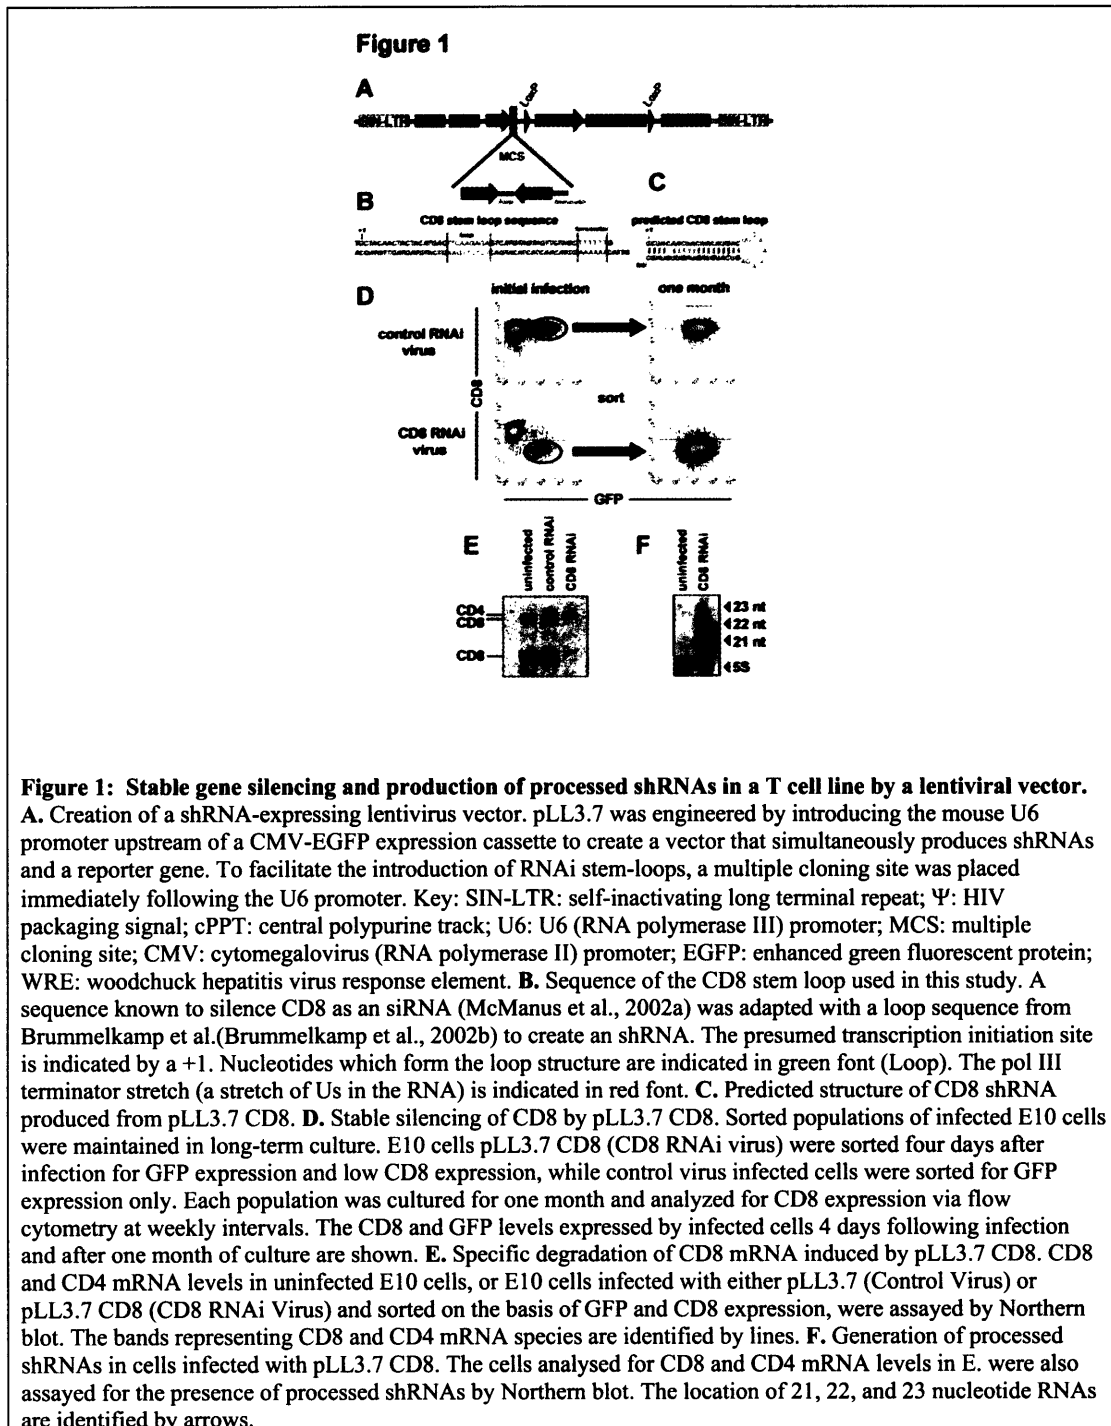 Figure 1
A
LoxP
LoxP
SIN-LTR
SIN-LTR
MCS
Loop
C
B
CD8 stem loop sequence
predicted CD8 stem loop
loop
+1
+1
D
initial infection
one month
control RNAi
virus
CD8
sort
CD8 RNAi
virus
GFP
E
uninfected
control RNAi
CD8 RNAi
F
uninfected
CD8 RNAi
CD4
CD8
CD8
23 nt
22 nt
21 nt
5S
Figure 1: Stable gene silencing and production of processed shRNAs in a T cell line by a lentiviral vector.
A. Creation of a shRNA-expressing lentivirus vector. pLL3.7 was engineered by introducing the mouse U6
promoter upstream of a CMV-EGFP expression cassette to create a vector that simultaneously produces shRNAs
and a reporter gene. To facilitate the introduction of RNAi stem-loops, a multiple cloning site was placed
immediately following the U6 promoter. Key: SIN-LTR: self-inactivating long terminal repeat; Ψ: HIV
packaging signal; cPPT: central polypurine track; U6: U6 (RNA polymerase III) promoter; MCS: multiple
cloning site; CMV: cytomegalovirus (RNA polymerase II) promoter; EGFP: enhanced green fluorescent protein;
WRE: woodchuck hepatitis virus response element. B. Sequence of the CD8 stem loop used in this study. A
sequence known to silence CD8 as an siRNA (McManus et al., 2002a) was adapted with a loop sequence from
Brummelkamp et al.(Brummelkamp et al., 2002b) to create an shRNA. The presumed transcription initiation site
is indicated by a +1. Nucleotides which form the loop structure are indicated in green font (Loop). The pol III
terminator stretch (a stretch of Us in the RNA) is indicated in red font. C. Predicted structure of CD8 shRNA
produced from pLL3.7 CD8. D. Stable silencing of CD8 by pLL3.7 CD8. Sorted populations of infected E10 cells
were maintained in long-term culture. E10 cells pLL3.7 CD8 (CD8 RNAi virus) were sorted four days after
infection for GFP expression and low CD8 expression, while control virus infected cells were sorted for GFP
expression only. Each population was cultured for one month and analyzed for CD8 expression via flow
cytometry at weekly intervals. The CD8 and GFP levels expressed by infected cells 4 days following infection
and after one month of culture are shown. E. Specific degradation of CD8 mRNA induced by pLL3.7 CD8. CD8
and CD4 mRNA levels in uninfected E10 cells, or E10 cells infected with either pLL3.7 (Control Virus) or
pLL3.7 CD8 (CD8 RNAi Virus) and sorted on the basis of GFP and CD8 expression, were assayed by Northern
blot. The bands representing CD8 and CD4 mRNA species are identified by lines. F. Generation of processed
shRNAs in cells infected with pLL3.7 CD8. The cells analysed for CD8 and CD4 mRNA levels in E. were also
assayed for the presence of processed shRNAs by Northern blot. The location of 21, 22, and 23 nucleotide RNAs
are identified by arrows.